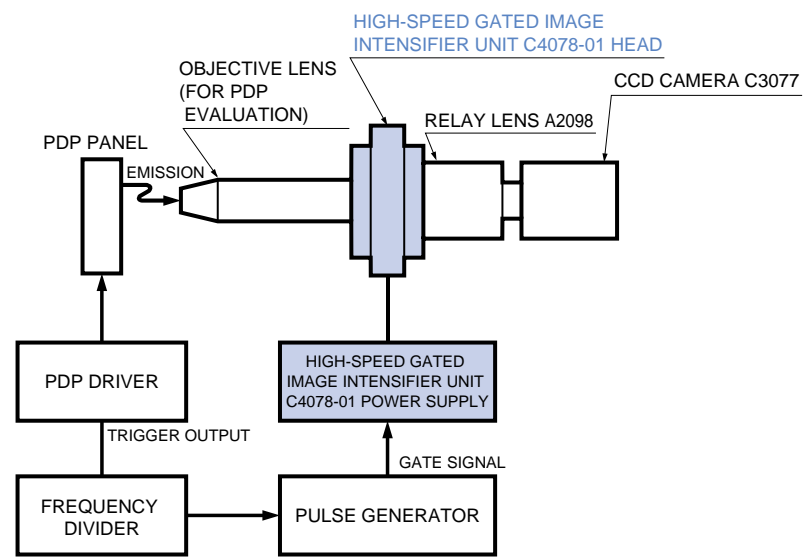 HIGH-SPEED GATED IMAGE
INTENSIFIER UNIT C4078-01 HEAD
OBJECTIVE LENS
(FOR PDP
EVALUATION)
CCD CAMERA C3077
RELAY LENS A2098
PDP PANEL
EMISSION
PDP DRIVER
HIGH-SPEED GATED
IMAGE INTENSIFIER UNIT
C4078-01 POWER SUPPLY
TRIGGER OUTPUT
GATE SIGNAL
FREQUENCY
DIVIDER
PULSE GENERATOR